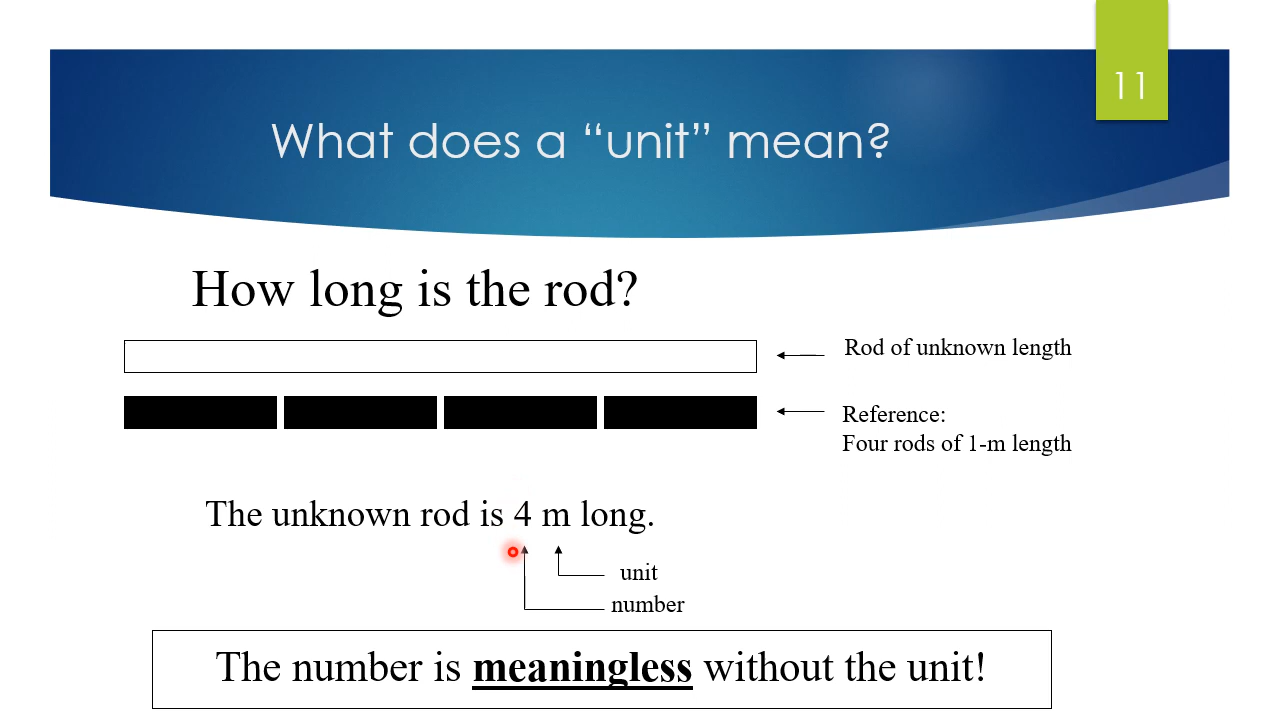 11
What does a “unit” mean?
How long is the rod?
Rod of unknown length
Reference:
Four rods of 1-m length
The unknown rod is 4 m long.
unit
number
The number is meaningless without the unit!